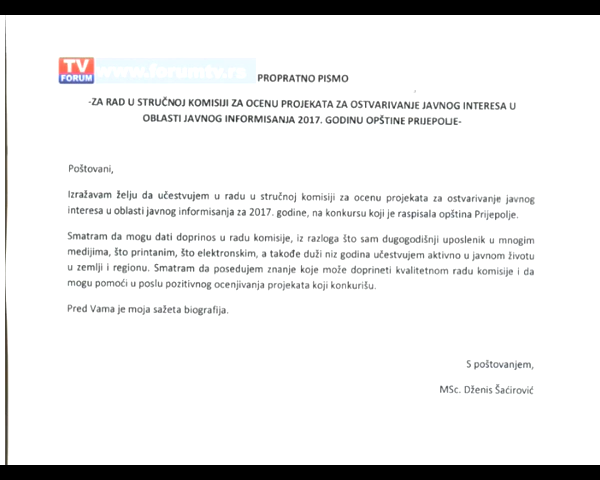 TV
FORUM
www.forumtv.rs
PROPRATNO PISMO
-ZA RAD U STRUČNOJ KOMISIJI ZA OCENU PROJEKATA ZA OSTVARIVANJE JAVNOG INTERESA U
OBLASTI JAVNOG INFORMISANJA 2017. GODINU OPŠTINE PRIJEPOLJE-
Poštovani,
Izražavam želju da učestvujem u radu u stručnoj komisiji za ocenu projekata za ostvarivanje javnog
interesa u oblasti javnog informisanja za 2017. godine, na konkursu koji je raspisala opština Prijepolje.
Smatram da mogu dati doprinos u radu komisije, iz razloga što sam dugogodišnji uposlenik u mnogim
medijima, što printanim, što elektronskim, a takođe duži niz godina učestvujem aktivno u javnom životu
u zemlji i regionu. Smatram da posedujem znanje koje može doprineti kvalitetnom radu komisije i da
mogu pomoći u poslu pozitivnog ocenjivanja projekata koji konkurišu.
Pred Vama je moja sažeta biografija.
S poštovanjem,
MSc. Dženis Šaćirović